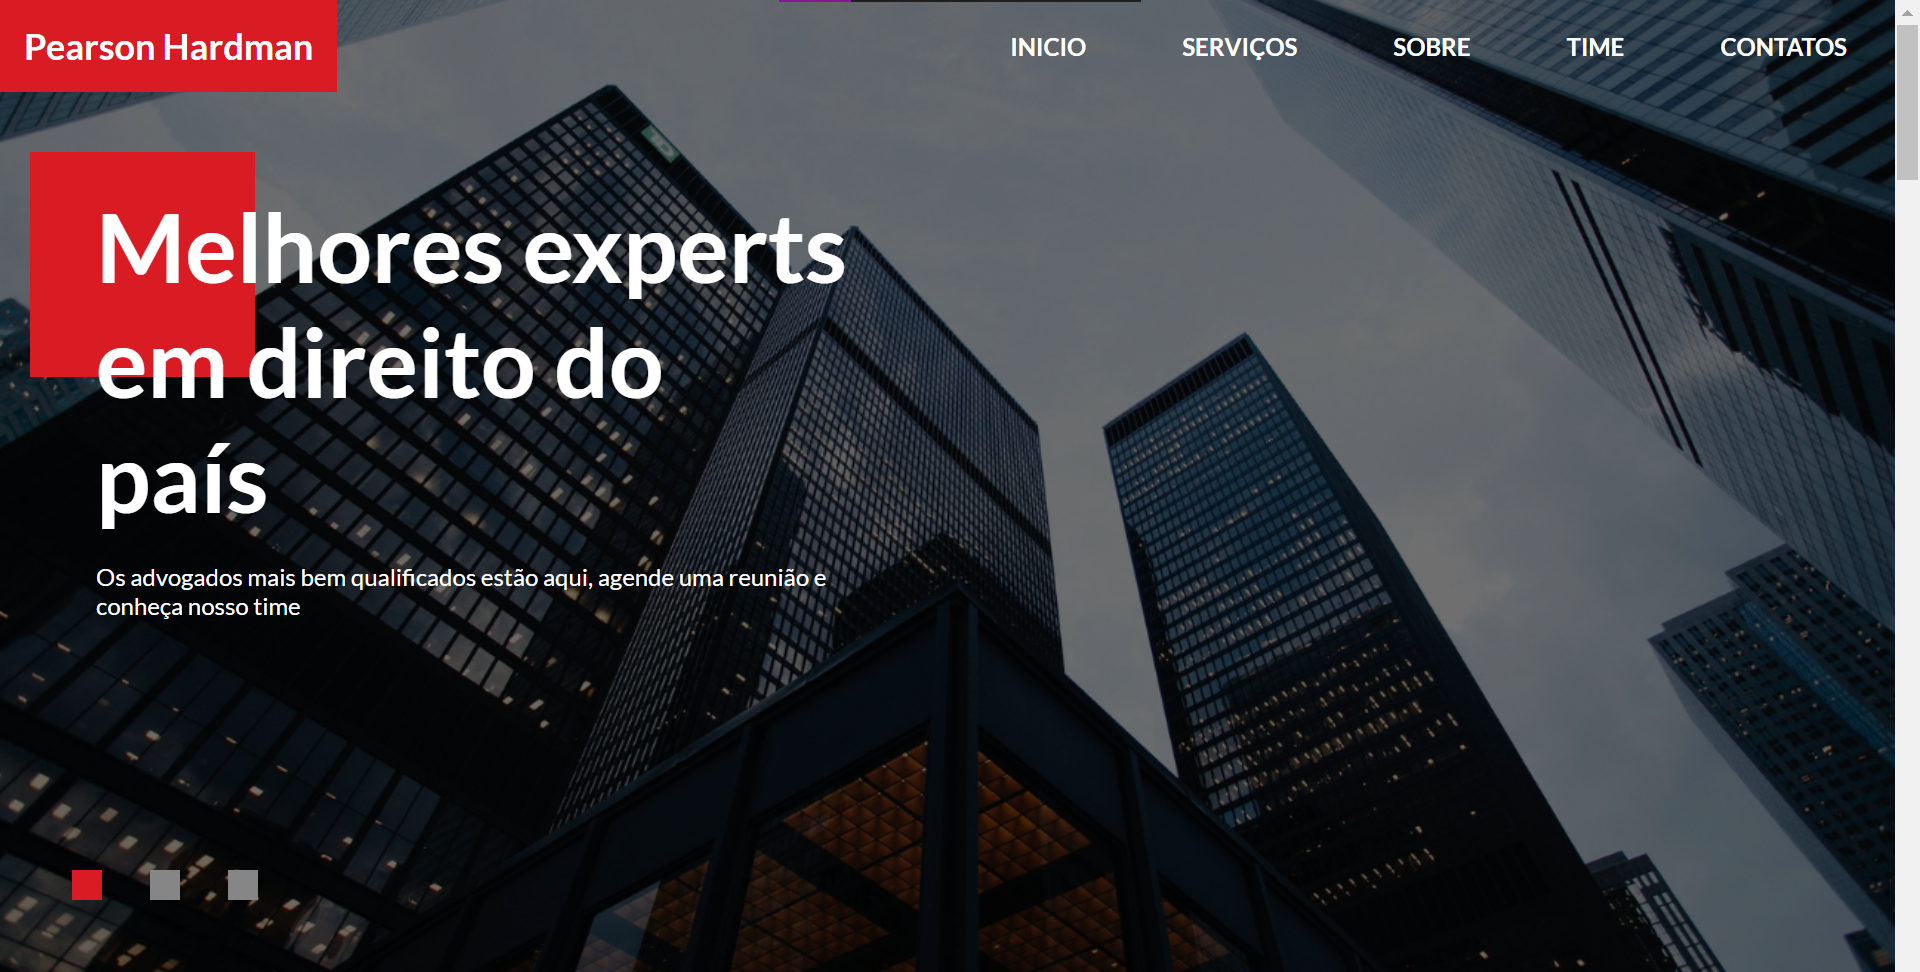 Pearson Hardman
INICIO SERVIÇOS SOBRE TIME CONTATOS
Melhores experts
em direito do
país
Os advogados mais bem qualificados estão aqui, agende uma reunião e
conheça nosso time